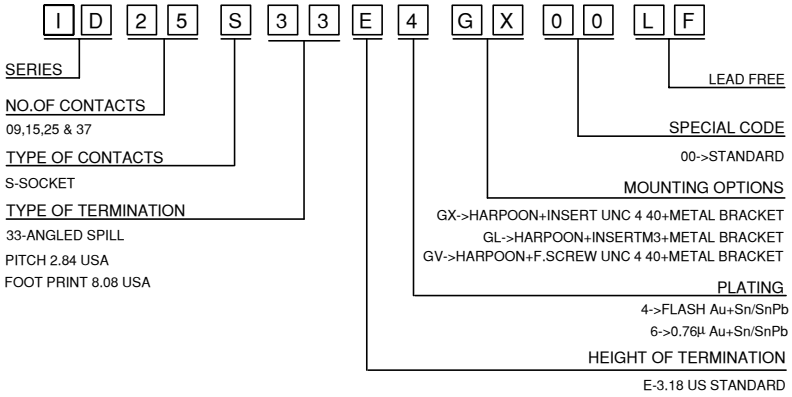 I D 2 5 S 3 3 E 4 G X 0 0 L F
SERIES
LEAD FREE
NO.OF CONTACTS
09,15,25 & 37
SPECIAL CODE
00->STANDARD
TYPE OF CONTACTS
S-SOCKET
MOUNTING OPTIONS
GX->HARPOON+INSERT UNC 4 40+METAL BRACKET
GL->HARPOON+INSERTM3+METAL BRACKET
GV->HARPOON+F.SCREW UNC 4 40+METAL BRACKET
TYPE OF TERMINATION
33-ANGLED SPILL
PITCH 2.84 USA
FOOT PRINT 8.08 USA
PLATING
4->FLASH Au+Sn/SnPb
6->0.76μ Au+Sn/SnPb
HEIGHT OF TERMINATION
E-3.18 US STANDARD